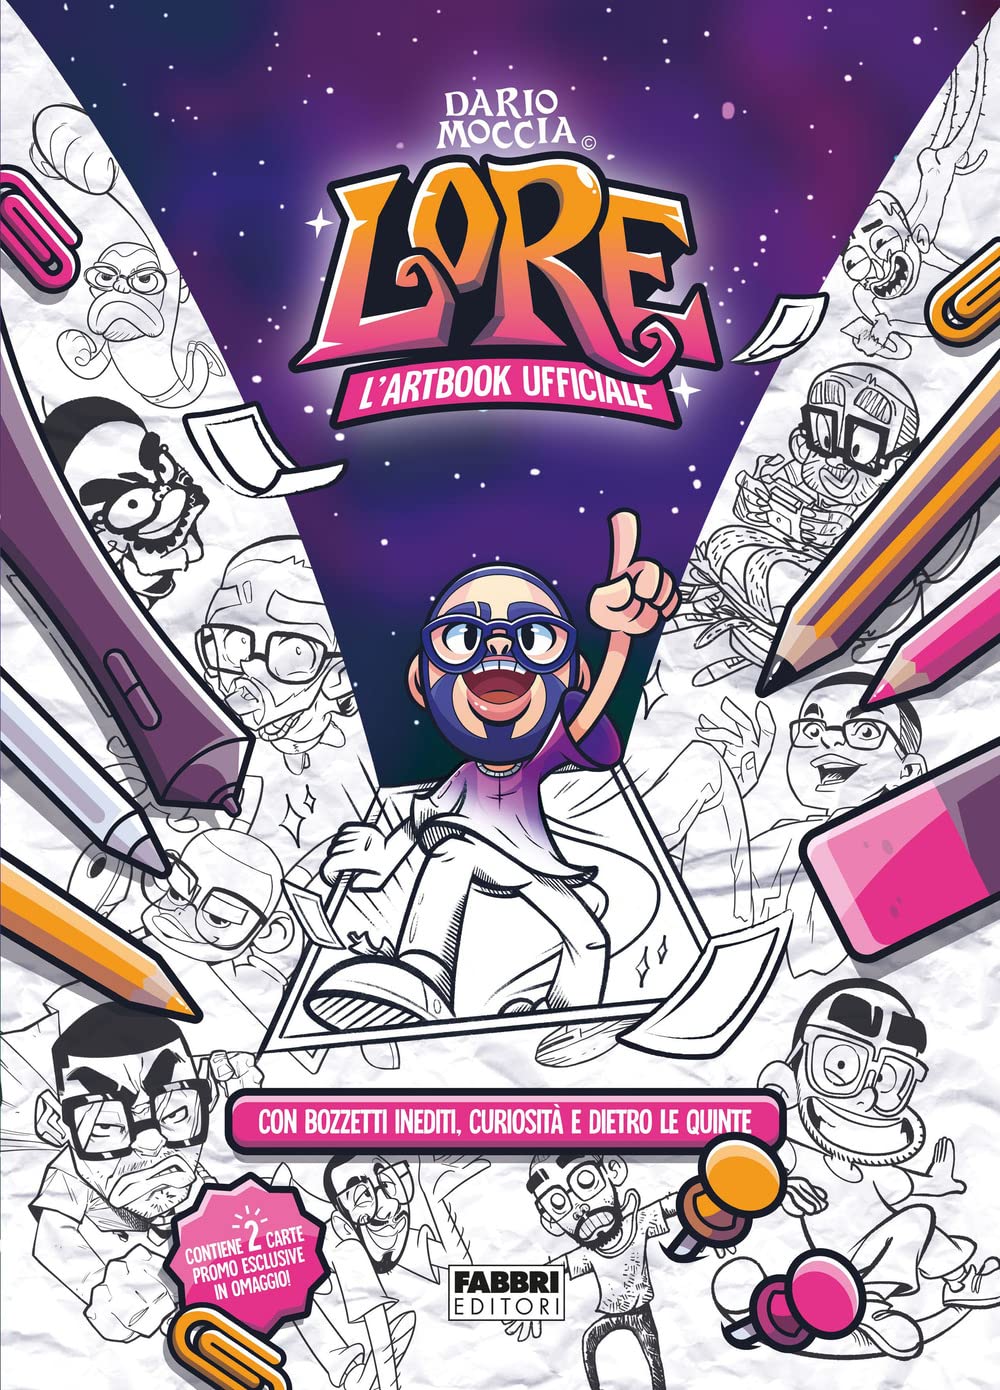 DARIO
MOCCIA©
LORE
L'ARTBOOK UFFICIALE
CON BOZZETTI INEDITI, CURIOSITÀ E DIETRO LE QUINTE
CONTIENE 2 CARTE
PROMO ESCLUSIVE
IN OMAGGIO!
FABBRI
EDITORI